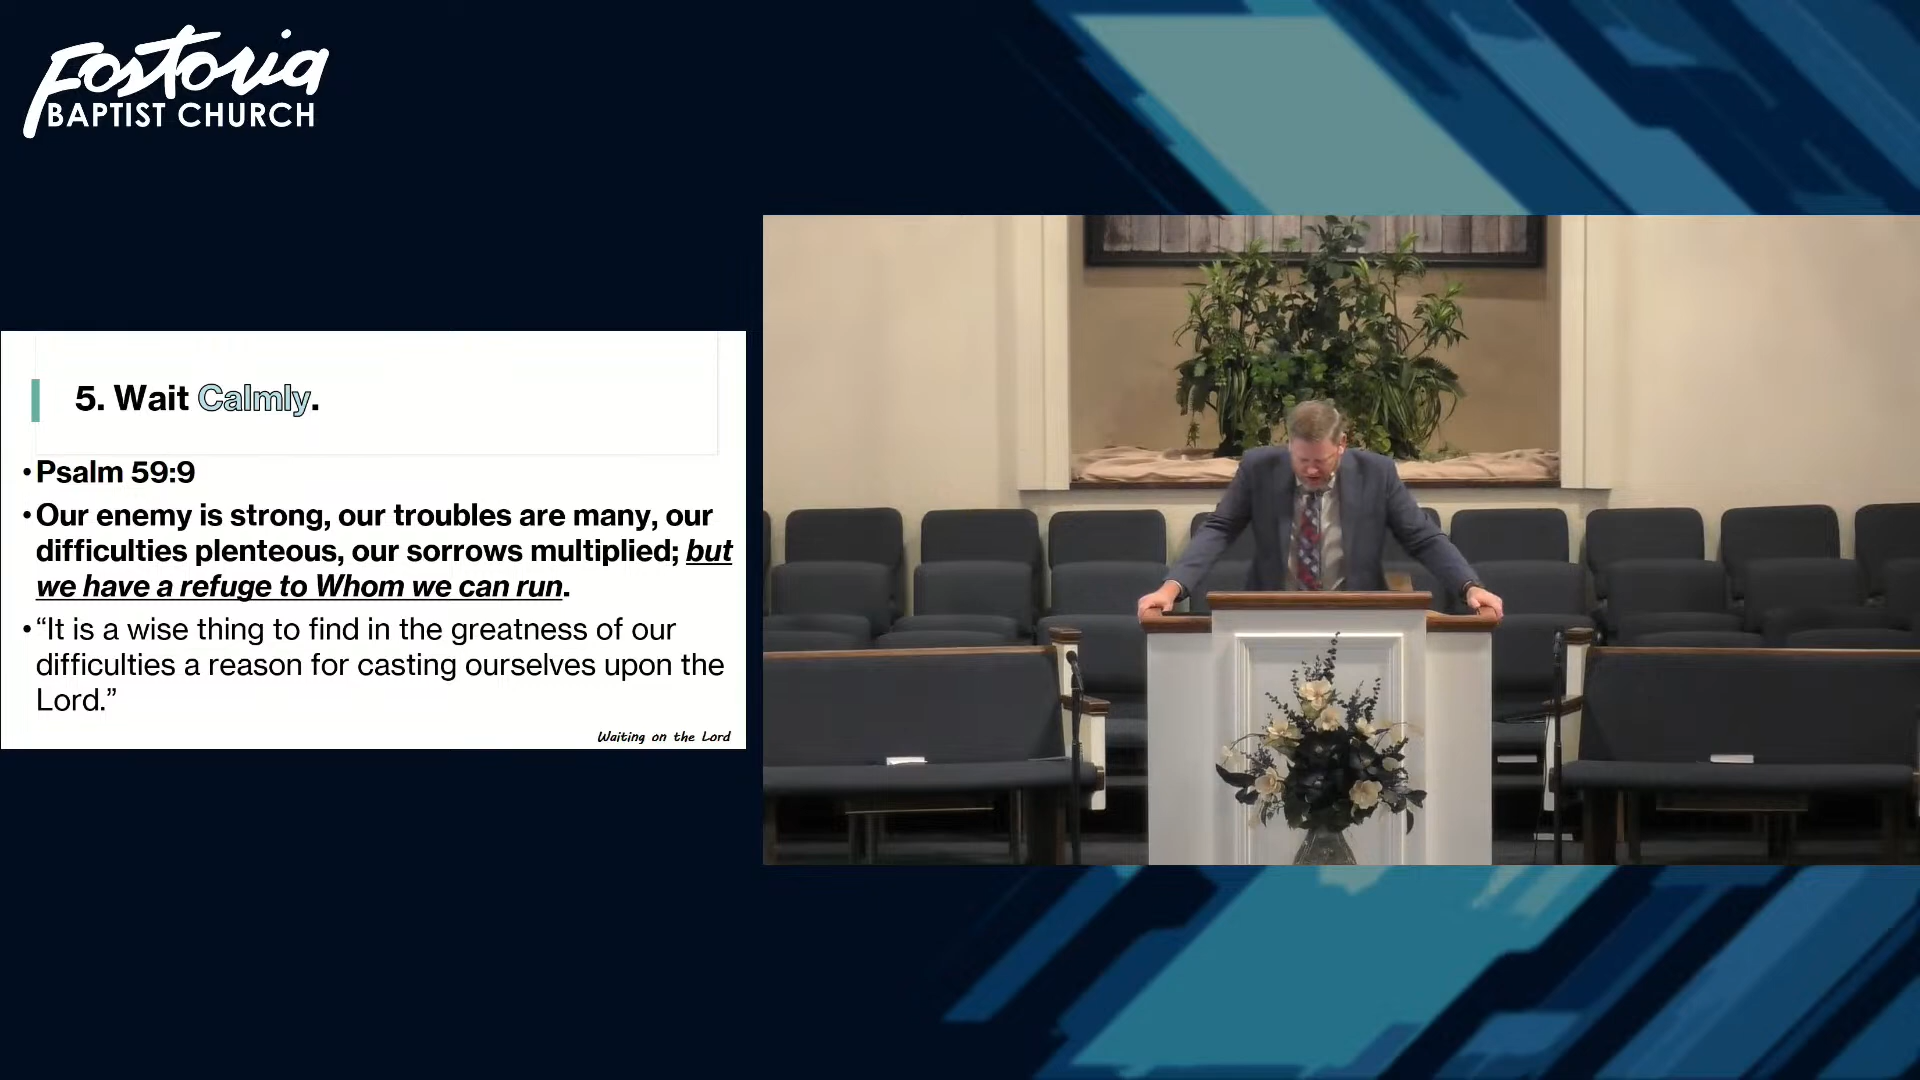 Fostoria
BAPTIST CHURCH
5. Wait Calmly.
•Psalm 59:9
•Our enemy is strong, our troubles are many, our
difficulties plenteous, our sorrows multiplied; but
we have a refuge to Whom we can run.
•“It is a wise thing to find in the greatness of our
difficulties a reason for casting ourselves upon the
Lord.”
Waiting on the Lord